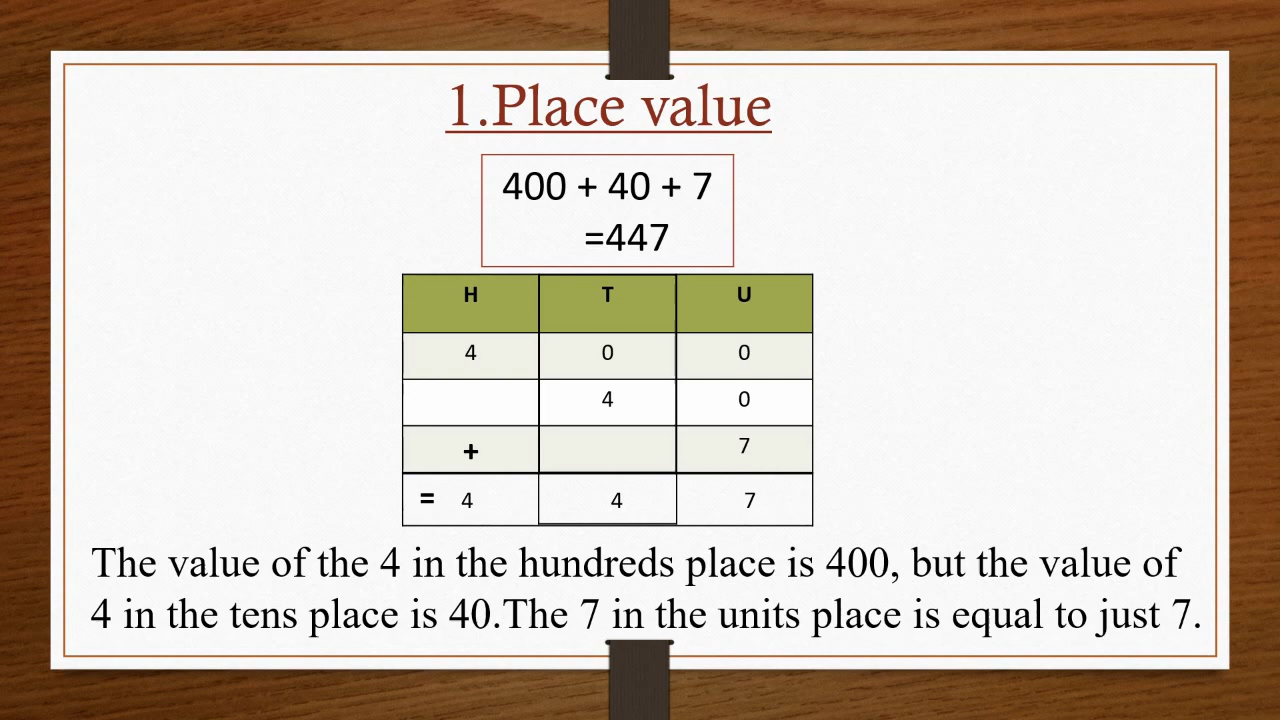 1.Place value
400 + 40 + 7
=447
H T U
4 0 0
4 0
+ 7
= 4 4 7
The value of the 4 in the hundreds place is 400, but the value of
4 in the tens place is 40.The 7 in the units place is equal to just 7.